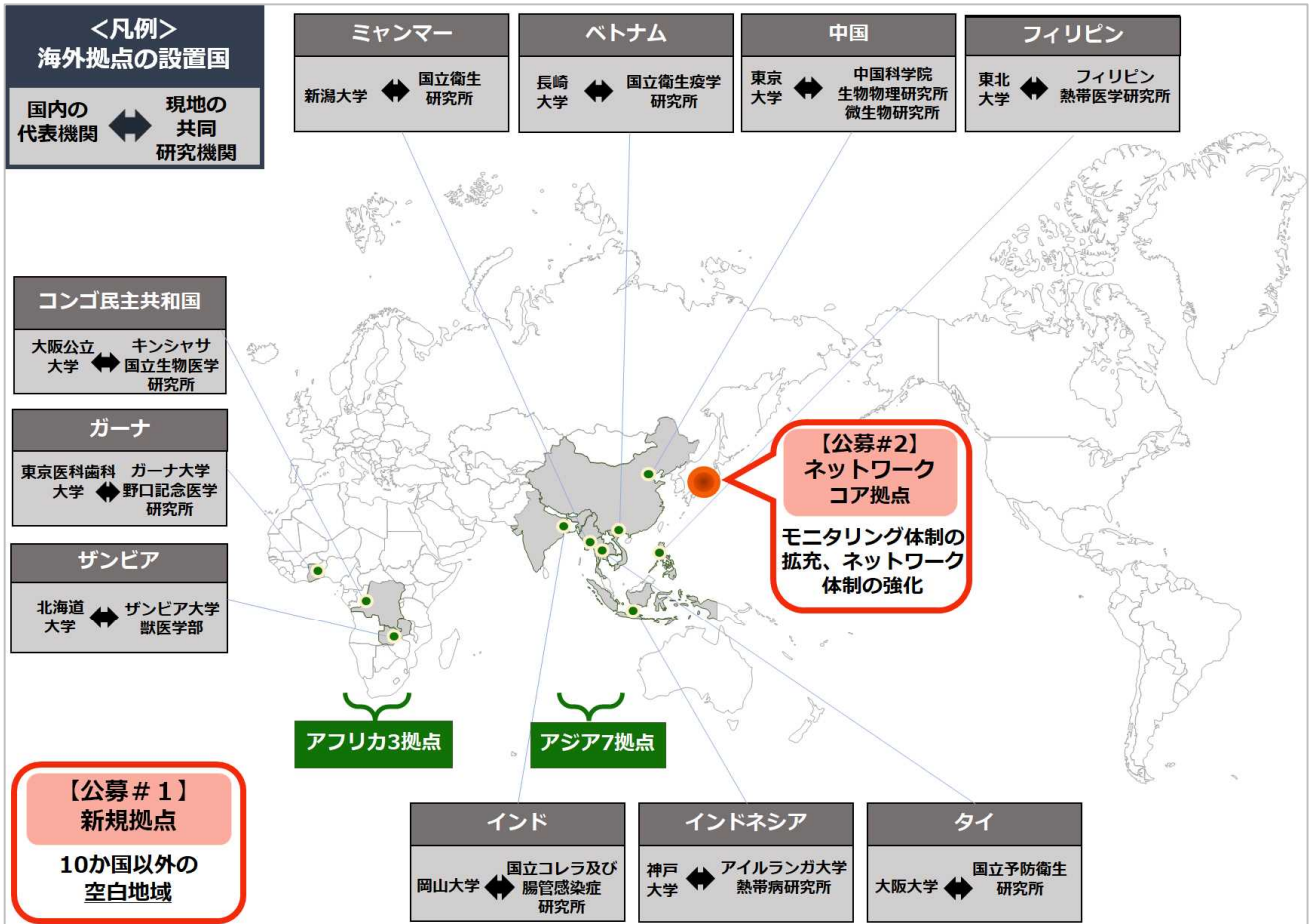 ＜凡例＞
海外拠点の設置国
国内の
代表機関
現地の
共同
研究機関
ミャンマー
新潟大学
国立衛生
研究所
ベトナム
長崎
大学
国立衛生疫学
研究所
中国
東京
大学
中国科学院
生物物理研究所
微生物研究所
フィリピン
東北
大学
フィリピン
熱帯医学研究所
コンゴ民主共和国
大阪公立
大学
キンシャサ
国立生物医学
研究所
ガーナ
東京医科歯科
大学
ガーナ大学
野口記念医学
研究所
ザンビア
北海道
大学
ザンビア大学
獣医学部
【公募#2】
ネットワーク
コア拠点
モニタリング体制の
拡充、ネットワーク
体制の強化
アフリカ3拠点
アジア7拠点
【公募＃１】
新規拠点
10か国以外の
空白地域
インド
岡山大学
国立コレラ及び
腸管感染症
研究所
インドネシア
神戸
大学
アイルランガ大学
熱帯病研究所
タイ
大阪大学
国立予防衛生
研究所